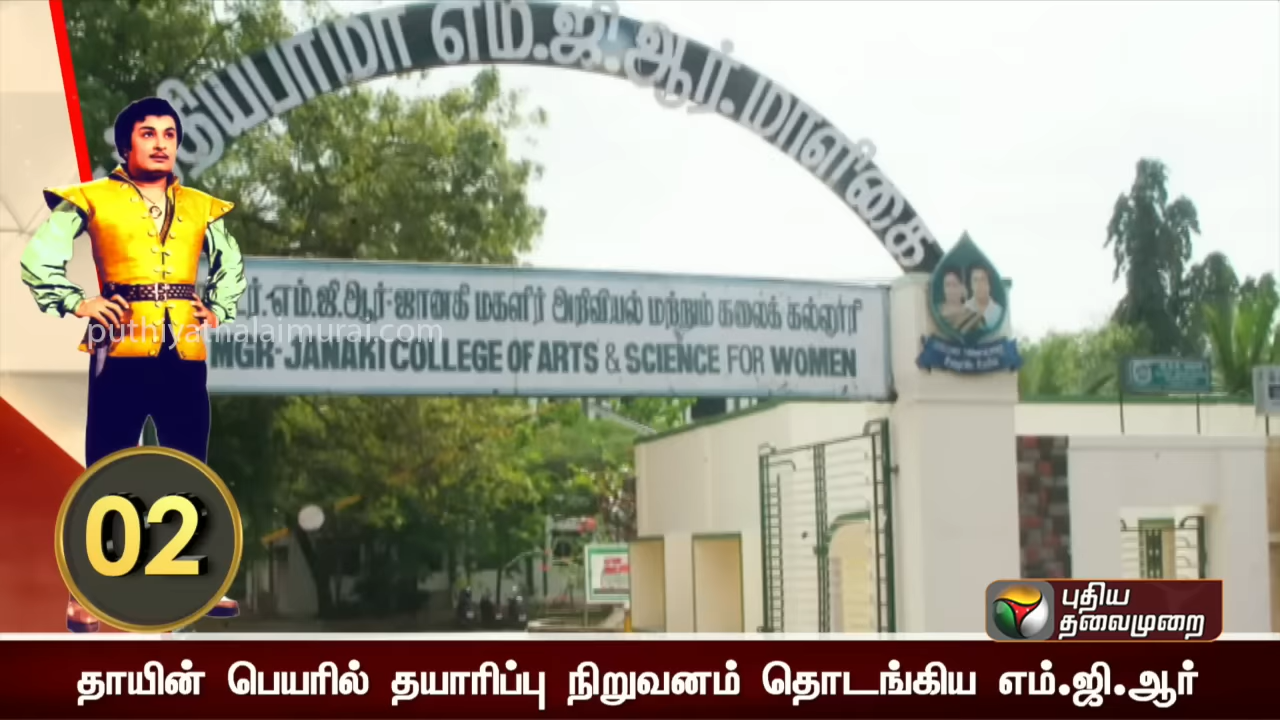 எம்.ஜி.ஆர். மாளிகை
எம்.ஜி.ஆர்-ஜானகி மகளிர் அறிவியல் மற்றும் கலைக் கல்லூரி
MGR-JANAKI COLLEGE OF ARTS & SCIENCE FOR WOMEN
puthiyathalaimurai.com
02
புதிய
தலைமுறை
தாயின் பெயரில் தயாரிப்பு நிறுவனம் தொடங்கிய எம்.ஜி.ஆர்